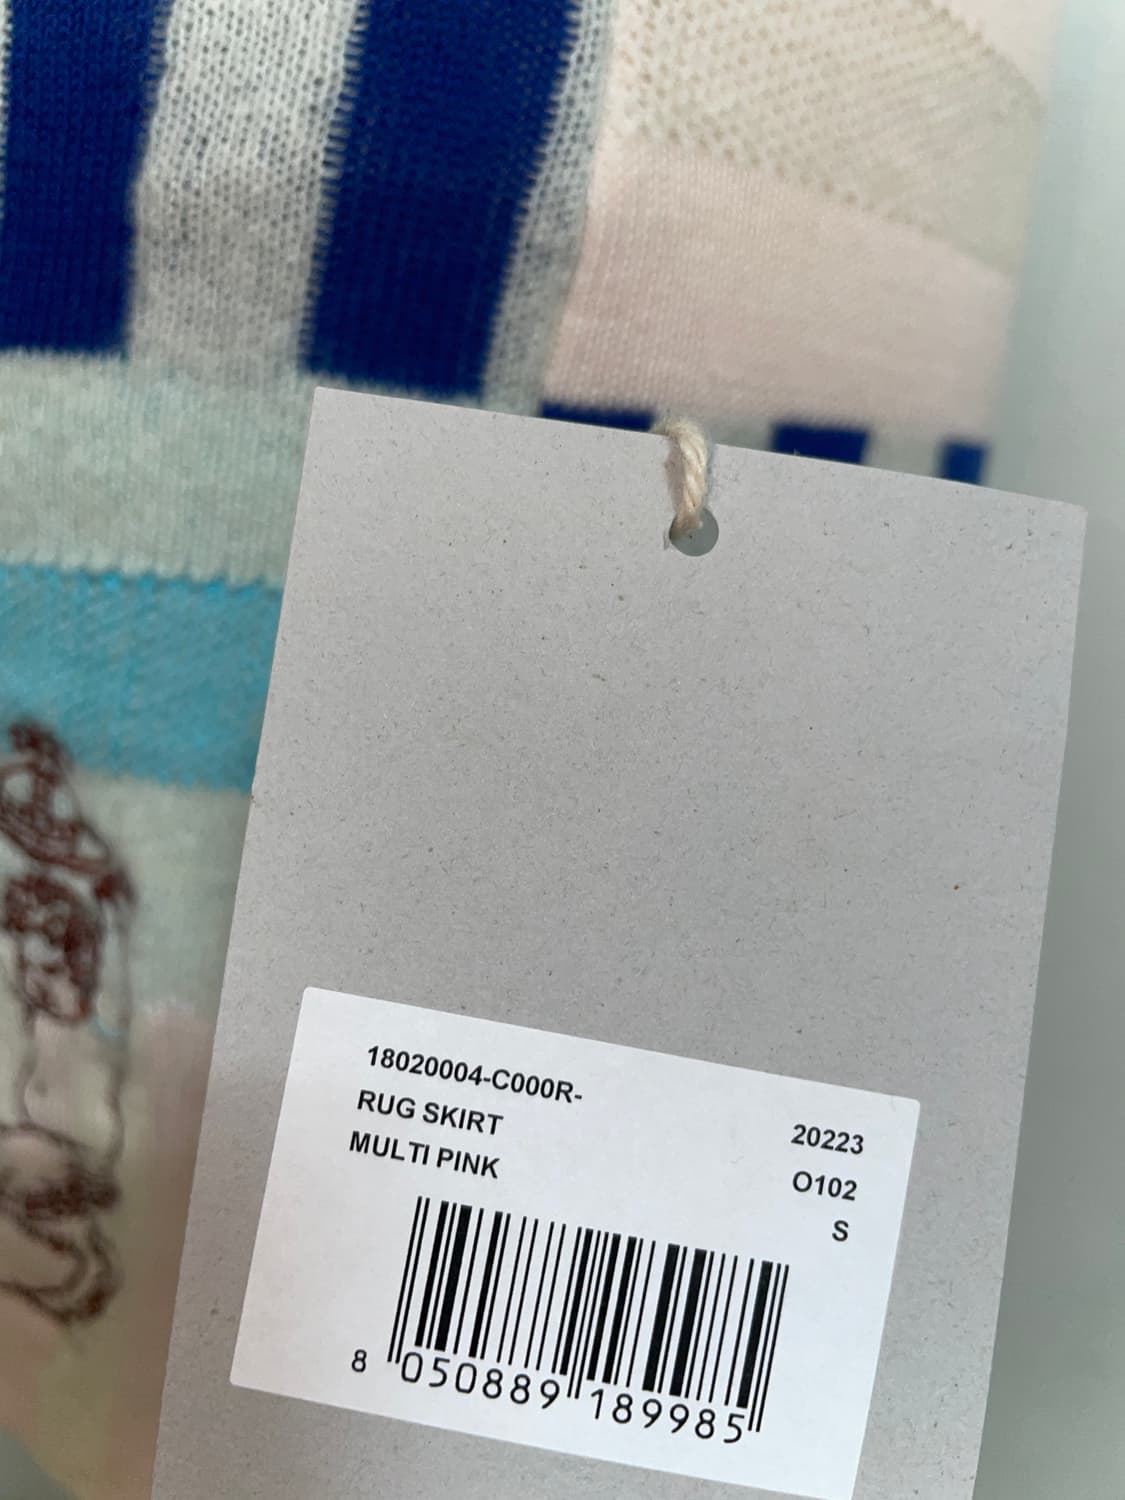 18020004-C000R-
RUG SKIRT
MULTI PINK
20223
O102
S
8 050889 189985